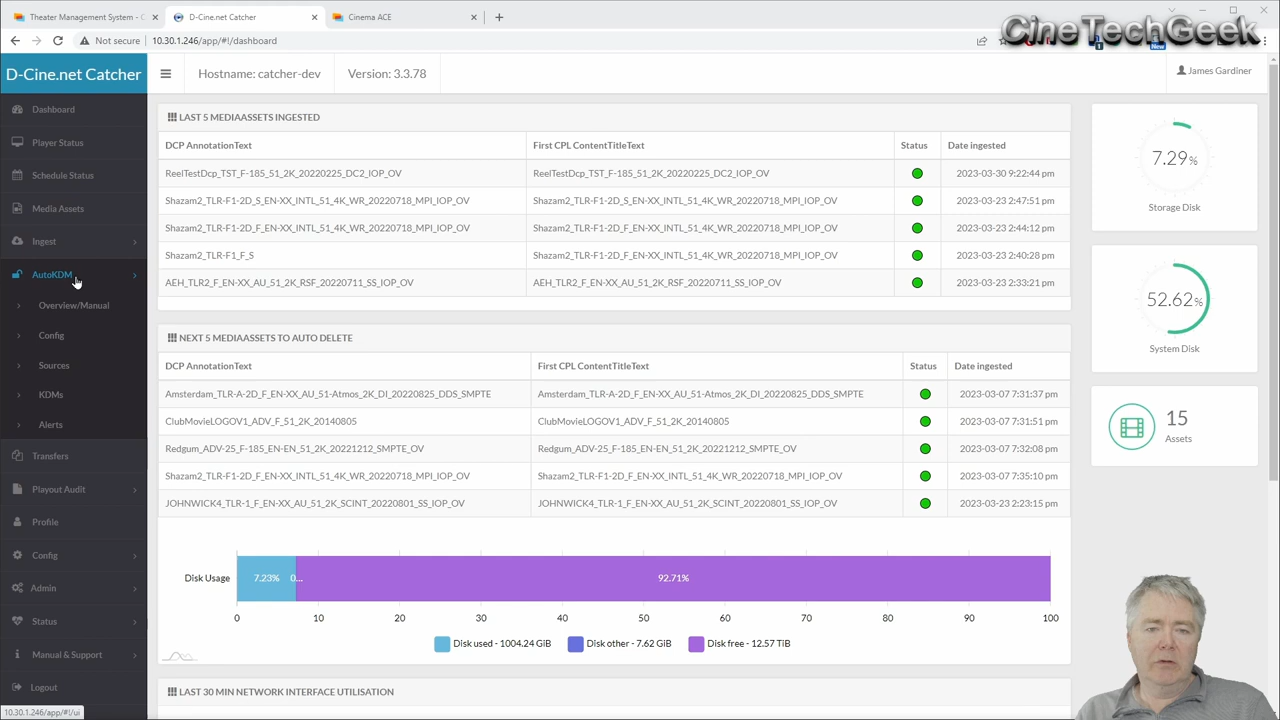 Theater Management System - C
D-Cine.net Catcher
Cinema ACE
Not secure
10.30.1.246/app/#!/dashboard
CineTechGeek
1
New
D-Cine.net Catcher
Hostname: catcher-dev
Version: 3.3.78
James Gardiner
Dashboard
Player Status
Schedule Status
Media Assets
Ingest
AutoKDM
Overview/Manual
Config
Sources
KDMs
Alerts
Transfers
Playout Audit
Profile
Config
Admin
Status
Manual & Support
Logout
10.30.1.246/app/#!/ui
LAST 5 MEDIAASSETS INGESTED
DCP AnnotationText First CPL ContentTitleText Status Date ingested
ReelTestDcp_TST_F-185_51_2K_20220225_DC2_IOP_OV ReelTestDcp_TST_F-185_51_2K_20220225_DC2_IOP_OV 2023-03-30 9:22:44 pm
Shazam2_TLR-F1-2D_S_EN-XX_INTL_51_4K_WR_20220718_MPI_IOP_OV Shazam2_TLR-F1-2D_S_EN-XX_INTL_51_4K_WR_20220718_MPI_IOP_OV 2023-03-23 2:47:51 pm
Shazam2_TLR-F1-2D_F_EN-XX_INTL_51_4K_WR_20220718_MPI_IOP_OV Shazam2_TLR-F1-2D_F_EN-XX_INTL_51_4K_WR_20220718_MPI_IOP_OV 2023-03-23 2:44:12 pm
Shazam2_TLR-F1_F_S Shazam2_TLR-F1-2D_F_EN-XX_INTL_51_4K_WR_20220718_MPI_IOP_OV 2023-03-23 2:40:28 pm
AEH_TLR2_F_EN-XX_AU_51_2K_RSF_20220711_SS_IOP_OV AEH_TLR2_F_EN-XX_AU_51_2K_RSF_20220711_SS_IOP_OV 2023-03-23 2:33:21 pm
NEXT 5 MEDIAASSETS TO AUTO DELETE
DCP AnnotationText First CPL ContentTitleText Status Date ingested
Amsterdam_TLR-A-2D_F_EN-XX_AU_51-Atmos_2K_DI_20220825_DDS_SMPTE Amsterdam_TLR-A-2D_F_EN-XX_AU_51-Atmos_2K_DI_20220825_DDS_SMPTE 2023-03-07 7:31:37 pm
ClubMovieLOGOV1_ADV_F_51_2K_20140805 ClubMovieLOGOV1_ADV_F_51_2K_20140805 2023-03-07 7:31:51 pm
Redgum_ADV-25_F-185_EN-EN_51_2K_20221212_SMPTE_OV Redgum_ADV-25_F-185_EN-EN_51_2K_20221212_SMPTE_OV 2023-03-07 7:32:08 pm
Shazam2_TLR-F1-2D_F_EN-XX_INTL_51_4K_WR_20220718_MPI_IOP_OV Shazam2_TLR-F1-2D_F_EN-XX_INTL_51_4K_WR_20220718_MPI_IOP_OV 2023-03-07 7:35:10 pm
JOHNWICK4_TLR-1_F_EN-XX_AU_51_2K_SCINT_20220801_SS_IOP_OV JOHNWICK4_TLR-1_F_EN-XX_AU_51_2K_SCINT_20220801_SS_IOP_OV 2023-03-23 2:23:15 pm
Disk Usage 7.23% 0... 92.71%
0 10 20 30 40 50 60 70 80 90 100
Disk used - 1004.24 GiB Disk other - 7.62 GiB Disk free - 12.57 TiB
LAST 30 MIN NETWORK INTERFACE UTILISATION
7.29%
Storage Disk
52.62%
System Disk
15
Assets